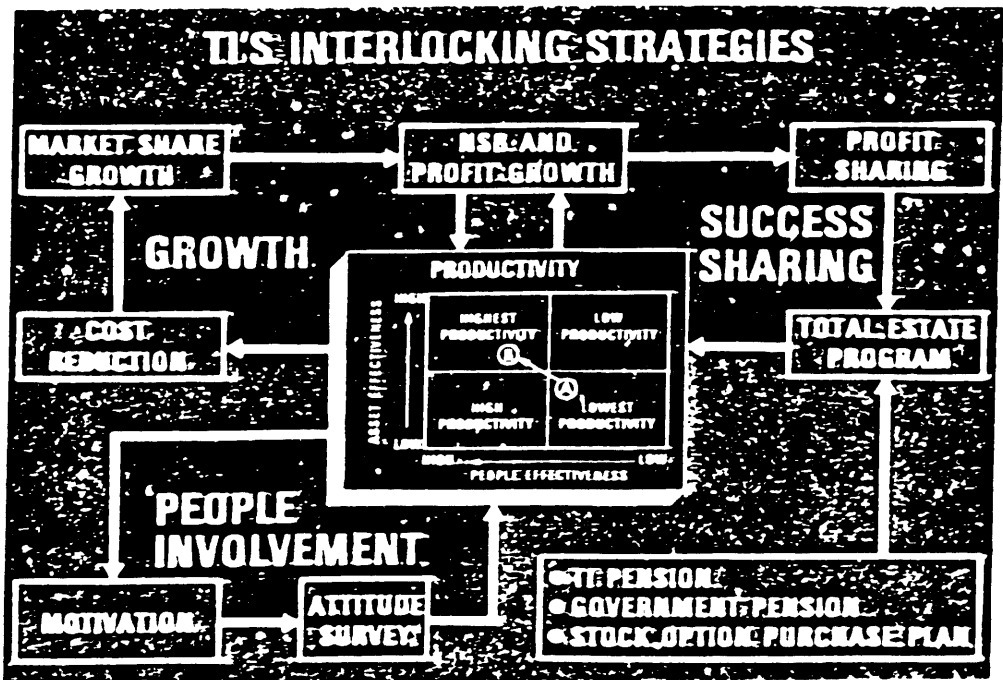 TI'S INTERLOCKING STRATEGIES
MARKET SHARE
GROWTH
NSB AND
PROFIT GROWTH
PROFIT
SHARING
GROWTH
SUCCESS
SHARING
PRODUCTIVITY
HIGH
HIGHEST
PRODUCTIVITY
LOW
PRODUCTIVITY
B
A
ASSET EFFECTIVENESS
HIGH
PRODUCTIVITY
LOWEST
PRODUCTIVITY
LOW
HIGH
LOW
PEOPLE EFFECTIVENESS
COST
REDUCTION
TOTAL ESTATE
PROGRAM
PEOPLE
INVOLVEMENT
MOTIVATION
ATTITUDE
SURVEY
TI PENSION
GOVERNMENT PENSION
STOCK OPTION PURCHASE PLAN